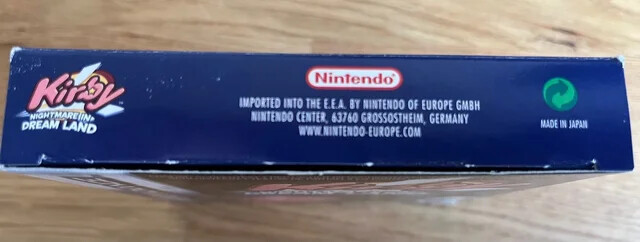 Kirby
NIGHTMARE IN
DREAM LAND
Nintendo
IMPORTED INTO THE E.E.A. BY NINTENDO OF EUROPE GMBH
NINTENDO CENTER, 63760 GROSSOSTHEIM, GERMANY
WWW.NINTENDO-EUROPE.COM
MADE IN JAPAN